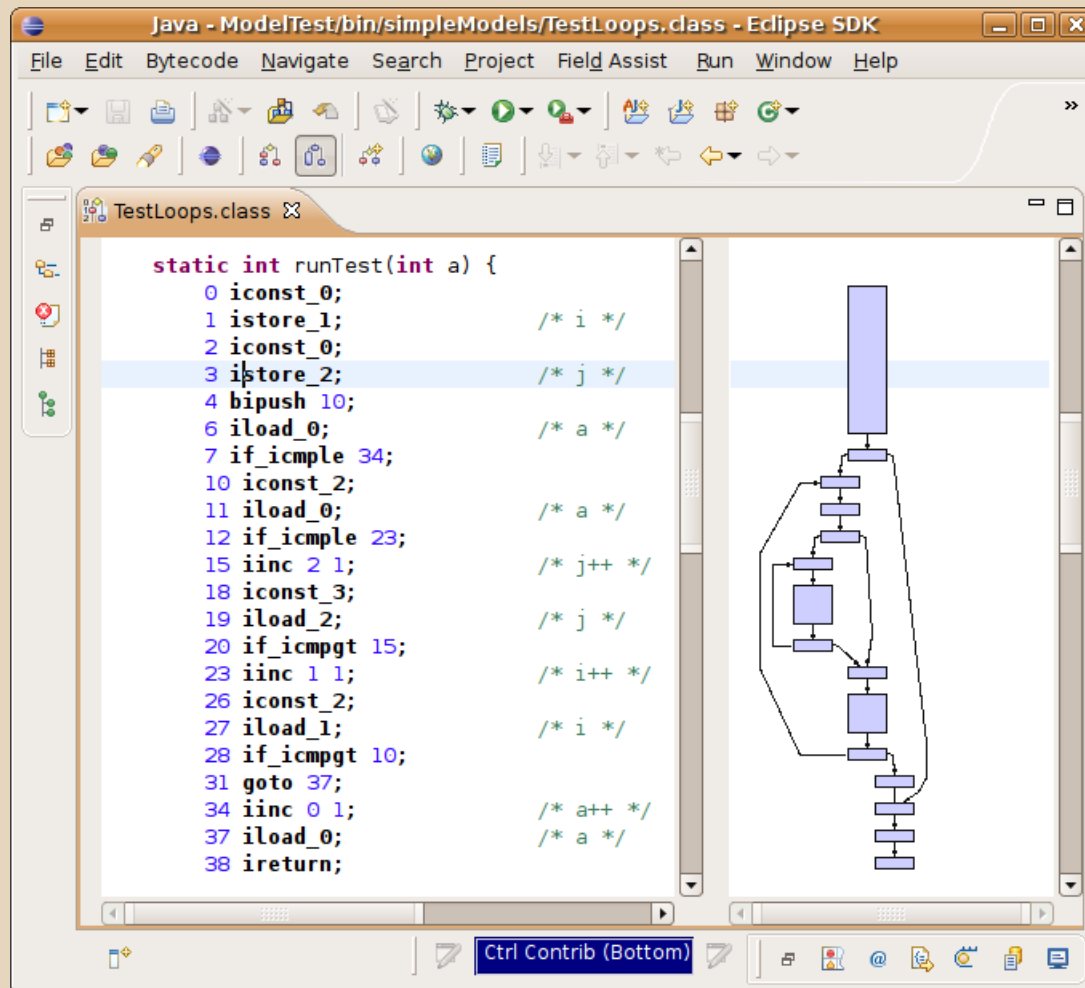 Java - ModelTest/bin/simpleModels/TestLoops.class - Eclipse SDK
File Edit Bytecode Navigate Search Project Field Assist Run Window Help
TestLoops.class
static int runTest(int a) {
0 iconst_0;
1 istore_1; /* i */
2 iconst_0;
3 istore_2; /* j */
4 bipush 10;
6 iload_0; /* a */
7 if_icmple 34;
10 iconst_2;
11 iload_0; /* a */
12 if_icmple 23;
15 iinc 2 1; /* j++ */
18 iconst_3;
19 iload_2; /* j */
20 if_icmpgt 15;
23 iinc 1 1; /* i++ */
26 iconst_2;
27 iload_1; /* i */
28 if_icmpgt 10;
31 goto 37;
34 iinc 0 1; /* a++ */
37 iload_0; /* a */
38 ireturn;
Ctrl Contrib (Bottom)